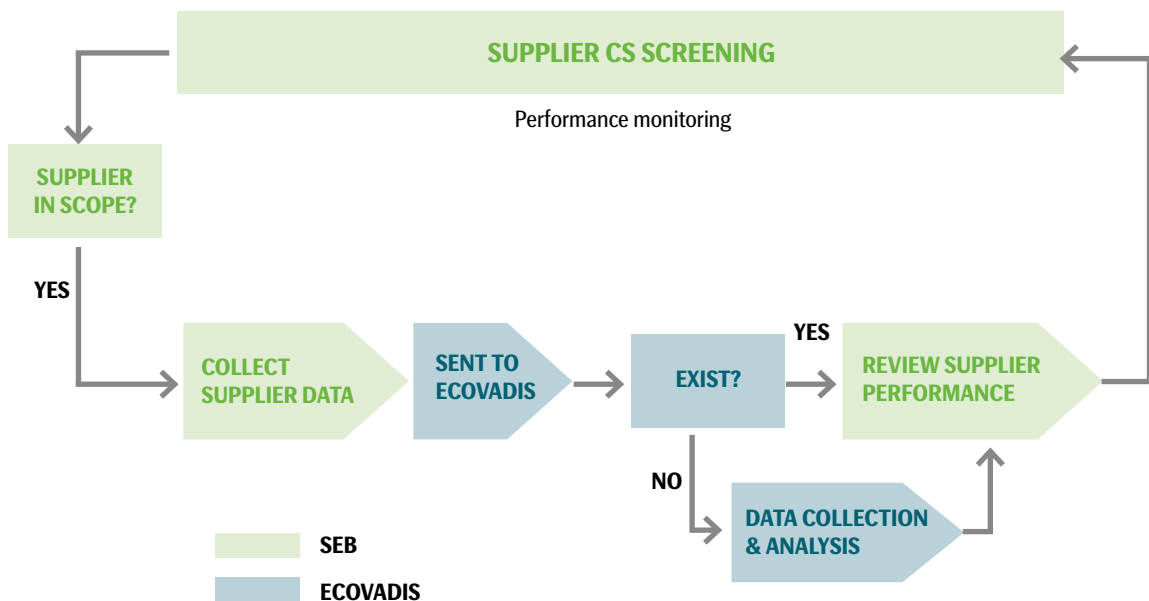 SUPPLIER CS SCREENING
Performance monitoring
SUPPLIER
IN SCOPE?
YES
COLLECT
SUPPLIER DATA
SENT TO
ECOVADIS
EXIST?
YES
REVIEW SUPPLIER
PERFORMANCE
NO
DATA COLLECTION
& ANALYSIS
SEB
ECOVADIS